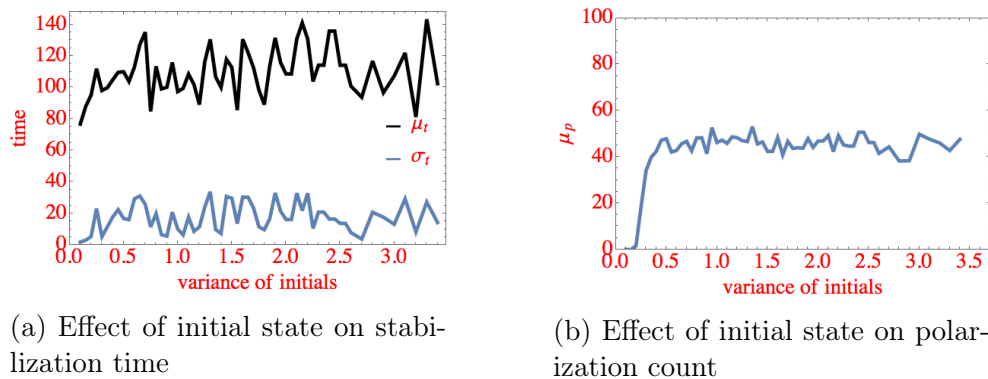 140
120
100
80
60
40
20
0
time
μt
σt
0.0 0.5 1.0 1.5 2.0 2.5 3.0
variance of initials
(a) Effect of initial state on stabi-
lization time
100
80
60
40
20
0
μp
0.0 0.5 1.0 1.5 2.0 2.5 3.0 3.5
variance of initials
(b) Effect of initial state on polar-
ization count